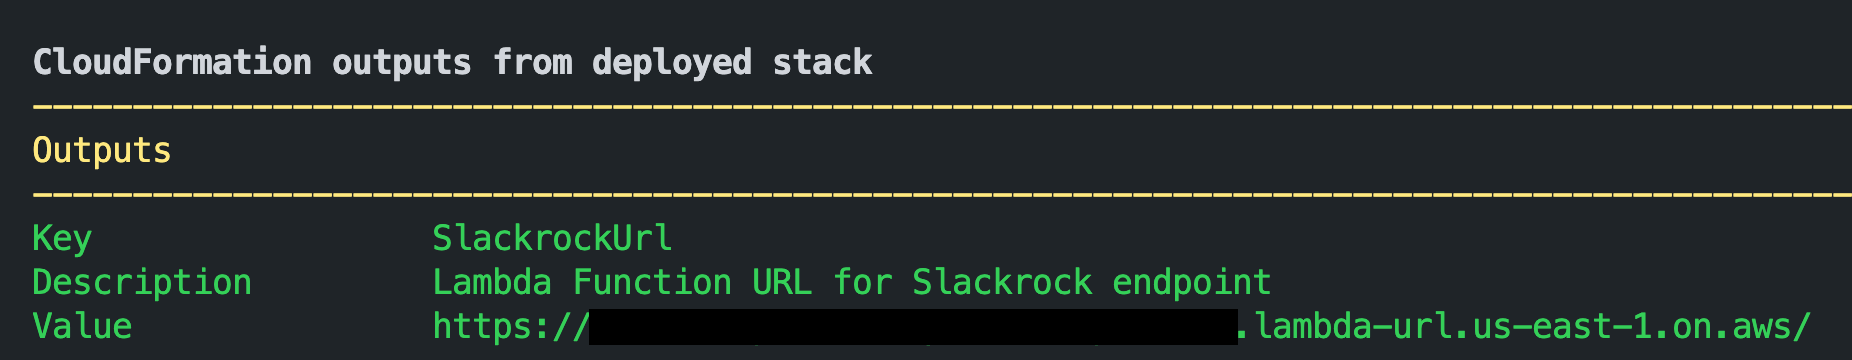 CloudFormation outputs from deployed stack
Outputs
Key SlackrockUrl
Description Lambda Function URL for Slackrock endpoint
Value https:// .lambda-url.us-east-1.on.aws/